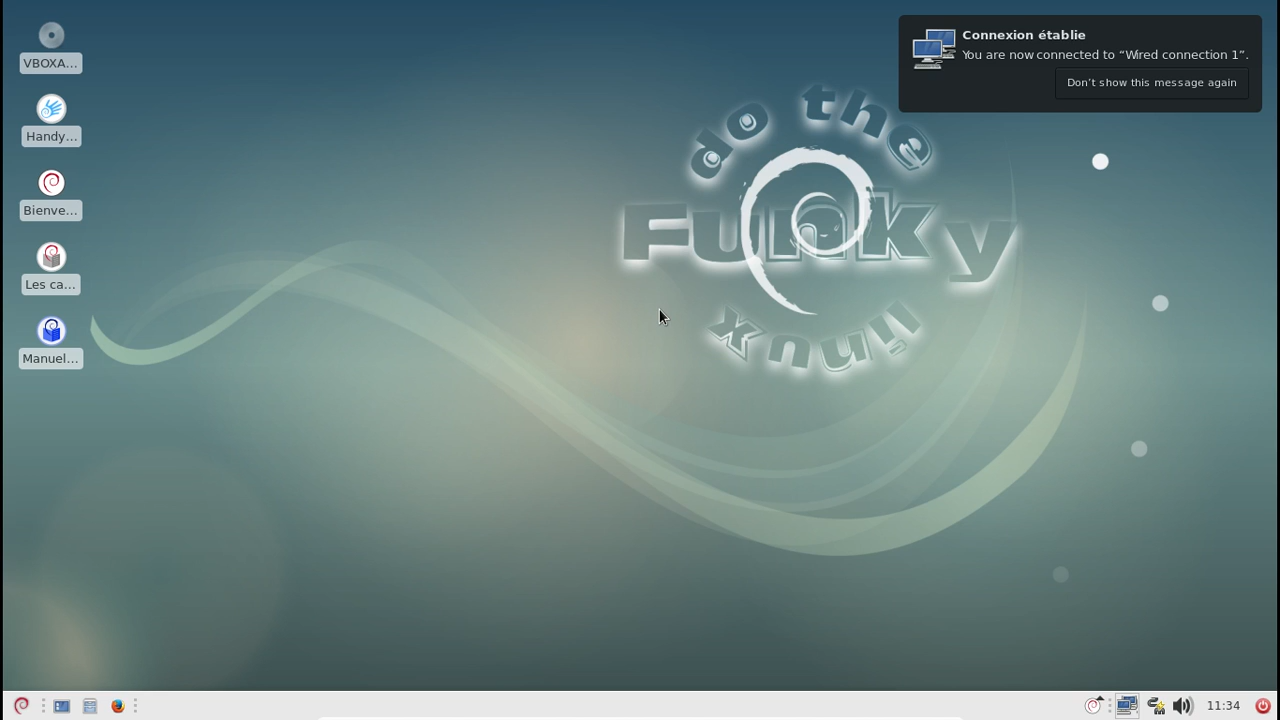 VBOXA...
Handy...
Bienve...
Les ca...
Manuel...
do the
Funky
linux
Connexion établie
You are now connected to “Wired connection 1”.
Don’t show this message again
11:34